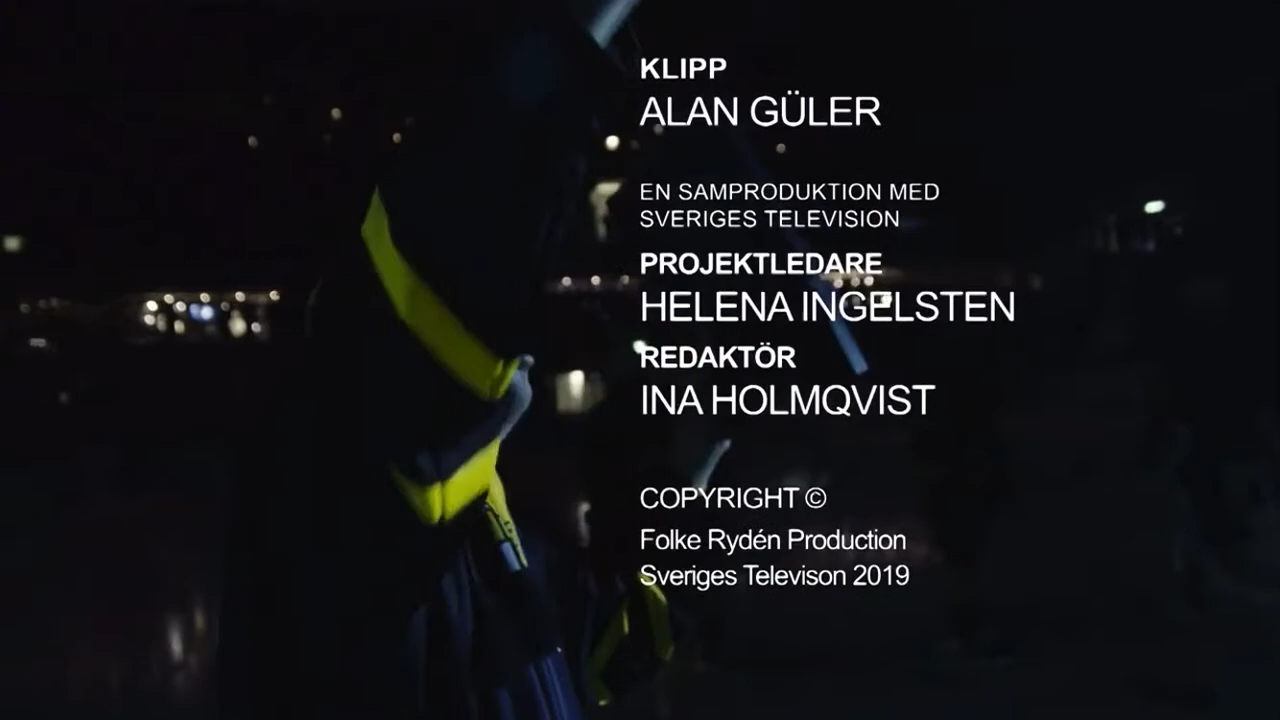 KLIPP
ALAN GÜLER
EN SAMPRODUKTION MED
SVERIGES TELEVISION
PROJEKTLEDARE
HELENA INGELSTEN
REDAKTÖR
INA HOLMQVIST
COPYRIGHT ©
Folke Rydén Production
Sveriges Televison 2019